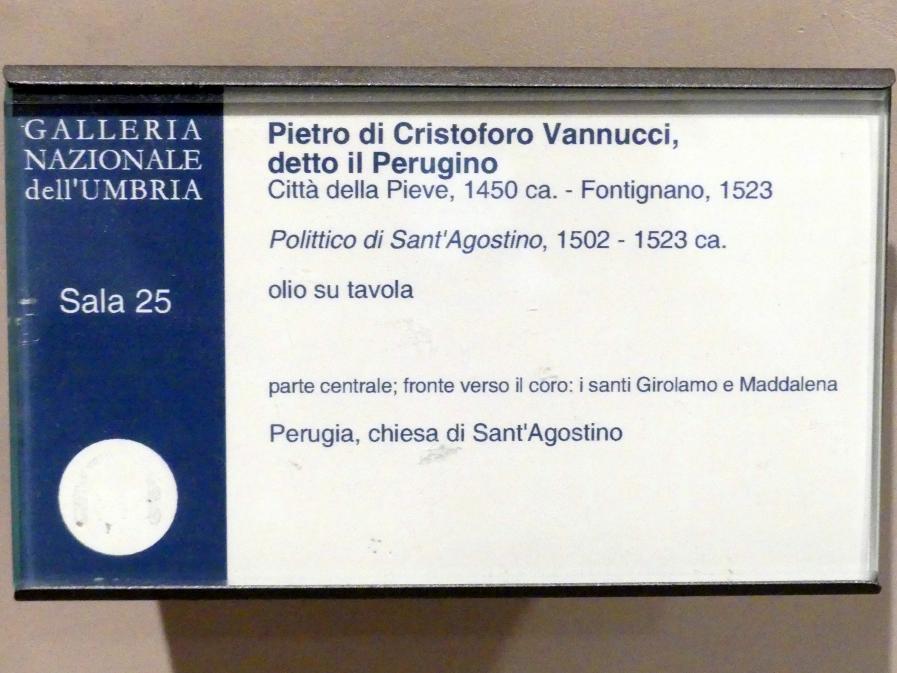 GALLERIA
NAZIONALE
dell'UMBRIA
Sala 25
Pietro di Cristoforo Vannucci,
detto il Perugino
Città della Pieve, 1450 ca. - Fontignano, 1523
Polittico di Sant'Agostino, 1502 - 1523 ca.
olio su tavola
parte centrale; fronte verso il coro: i santi Girolamo e Maddalena
Perugia, chiesa di Sant'Agostino